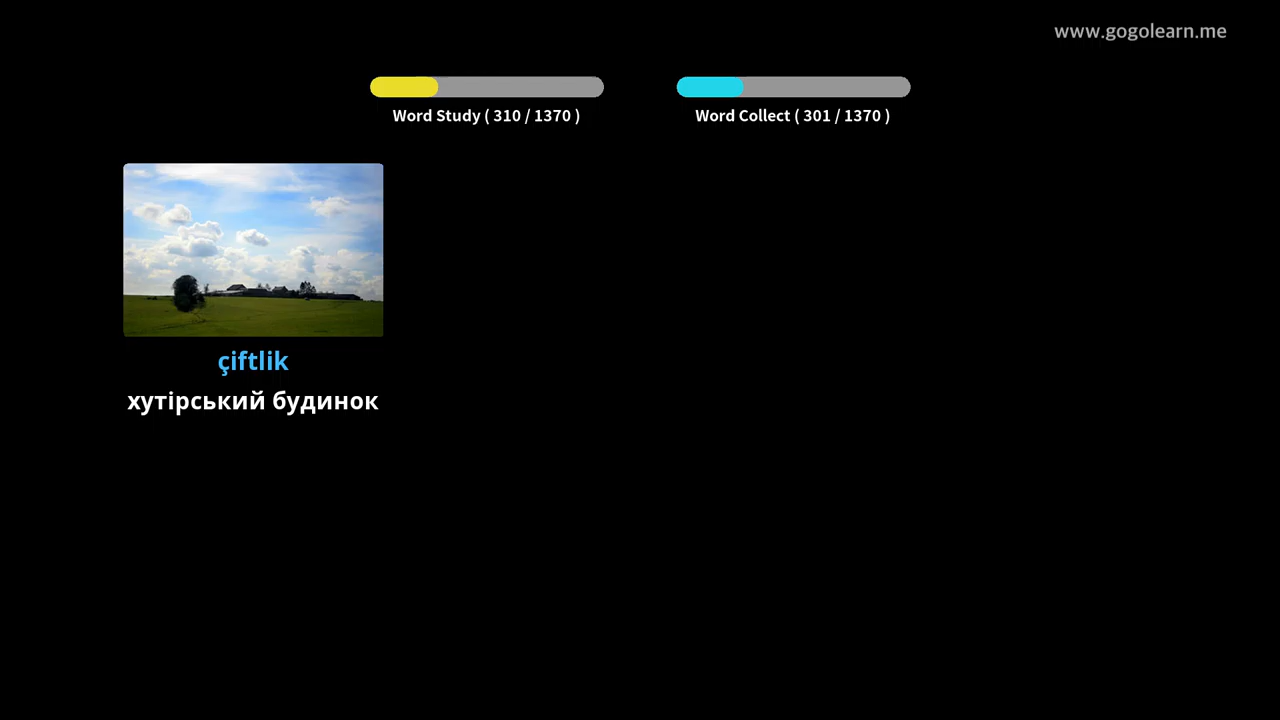 www.gogolearn.me
Word Study ( 310 / 1370 )
Word Collect ( 301 / 1370 )
çiftlik
хутірський будинок